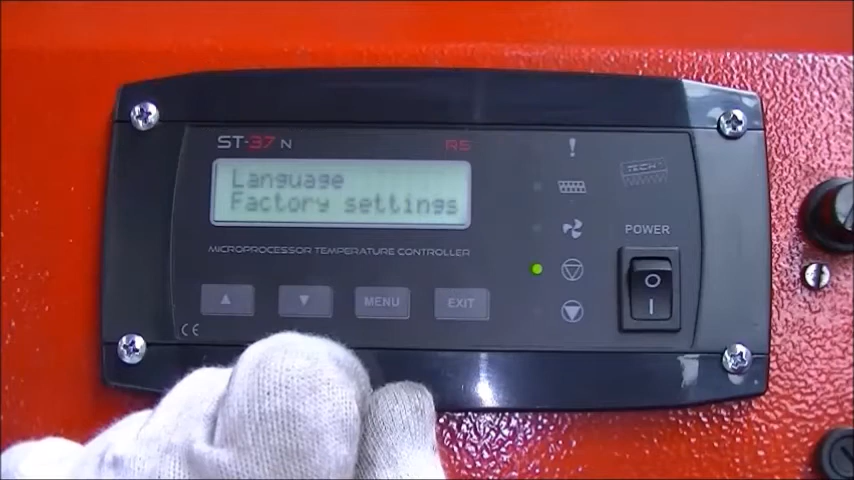 ST-37 N RS
Language
Factory settings
MICROPROCESSOR TEMPERATURE CONTROLLER
MENU
EXIT
!
TECH
POWER
O
I
CE